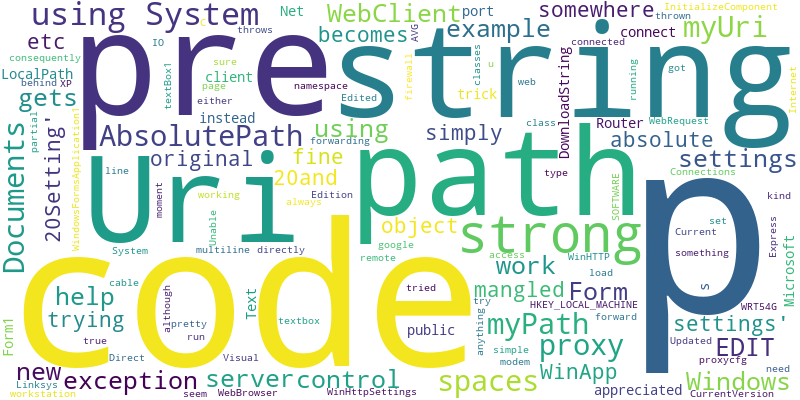 using System
WebClient
somewhere
InitializeComponent
Net
port
thrown
c
throws
becomes
example
connect
myUri
etc
IO
AVG
consequently
pre
string
LocalPath
behind
XP
textBox1
sure
client
page
firewall
Edited
classes
u
web
connected
DownloadString
running
got
gets
either
namespace
trick
WebRequest
Internet
instead
AbsolutePath
using
simply
class
Router
absolute
partial
forwarding
Documents
20Setting'
original
fine
settings
WindowsFormsApplication1
line
moment
working
Uri
path
p
20and
Edition
type
Connections
kind
always
object
strong
SOFTWARE
Unable
System
multiline
directly
google
remote
access
WinHTTP
Current
set
something
Express
Microsoft
code
cable
work
load
s
help
Text
tried
mangled
Form
HKEY_LOCAL_MACHINE
WRT54G
trying
although
textbox
public
myPath
try
anything
forward
settings'
Form1
true
pretty
run
simple
proxy
Updated
EDIT
new
Direct
Visual
modem
proxycfg
need
Linksys
exception
servercontrol
spaces
WinApp
Windows
workstation
seem
WebBrowser
WinHttpSettings
appreciated
CurrentVersion